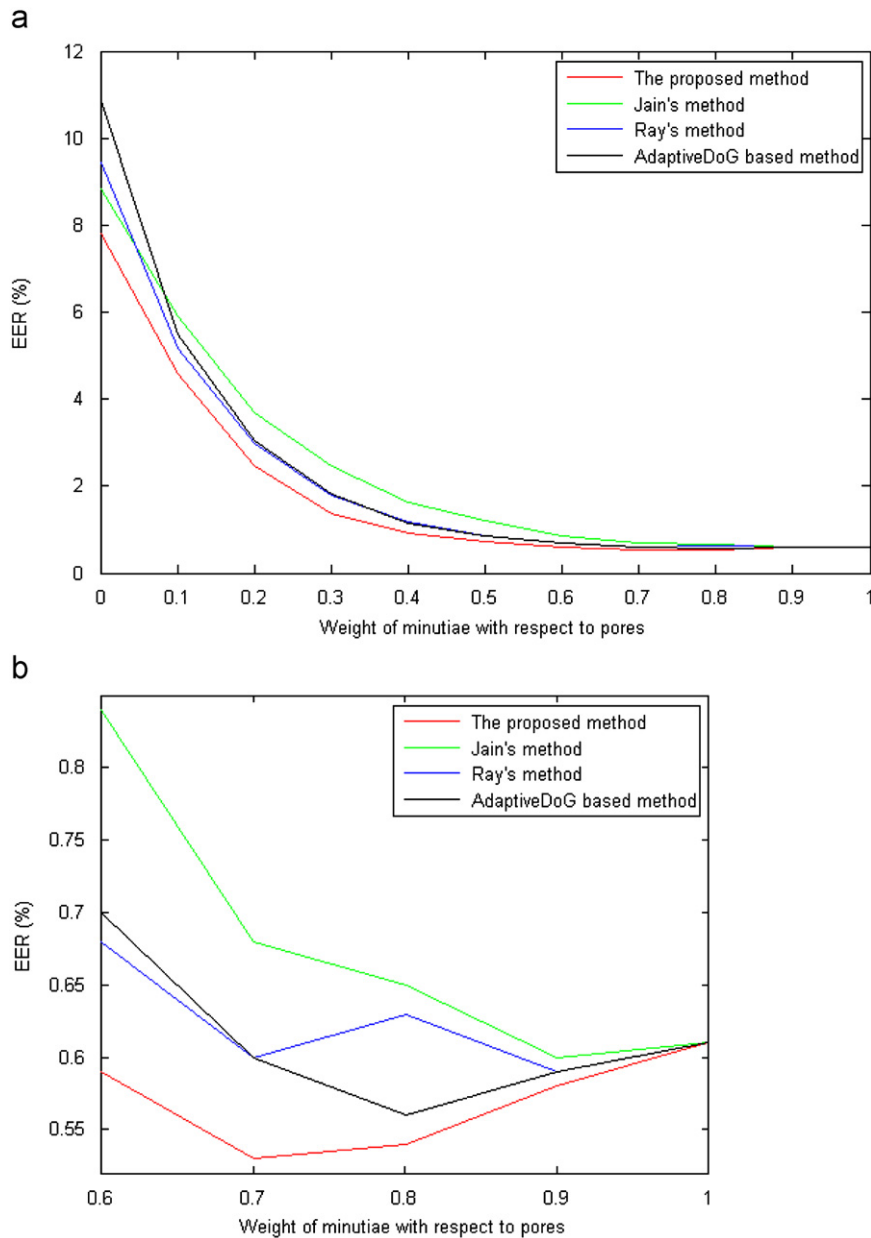 a
12
10
8
6
4
2
0
EER (%)
The proposed method
Jain's method
Ray's method
AdaptiveDoG based method
0 0.1 0.2 0.3 0.4 0.5 0.6 0.7 0.8 0.9 1
Weight of minutiae with respect to pores
b
0.8
0.75
0.7
0.65
0.6
0.55
EER (%)
The proposed method
Jain's method
Ray's method
AdaptiveDoG based method
0.6 0.7 0.8 0.9 1
Weight of minutiae with respect to pores